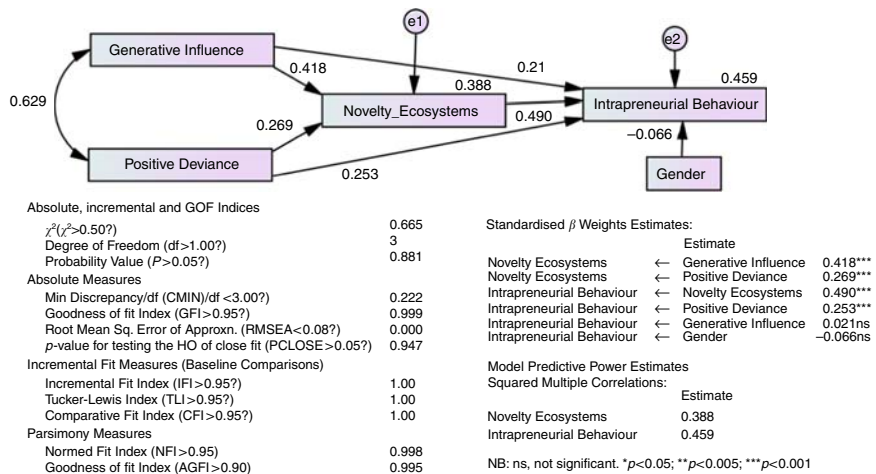 e1
e2
Generative Influence
0.21
0.459
0.418
0.388
0.629
Novelty_Ecosystems
Intrapreneurial Behaviour
0.490
0.269
−0.066
Positive Deviance
0.253
Gender
Absolute, incremental and GOF Indices
χ²(χ²>0.50?) 0.665
Degree of Freedom (df>1.00?) 3
Probability Value (P>0.05?) 0.881
Absolute Measures
Min Discrepancy/df (CMIN)/df <3.00?) 0.222
Goodness of fit Index (GFI>0.95?) 0.999
Root Mean Sq. Error of Approxn. (RMSEA<0.08?) 0.000
p-value for testing the HO of close fit (PCLOSE>0.05?) 0.947
Incremental Fit Measures (Baseline Comparisons)
Incremental Fit Index (IFI>0.95?) 1.00
Tucker-Lewis Index (TLI>0.95?) 1.00
Comparative Fit Index (CFI>0.95?) 1.00
Parsimony Measures
Normed Fit Index (NFI>0.95) 0.998
Goodness of fit Index (AGFI>0.90) 0.995
Standardised β Weights Estimates:
Estimate
Novelty Ecosystems ← Generative Influence 0.418***
Novelty Ecosystems ← Positive Deviance 0.269***
Intrapreneurial Behaviour ← Novelty Ecosystems 0.490***
Intrapreneurial Behaviour ← Positive Deviance 0.253***
Intrapreneurial Behaviour ← Generative Influence 0.021ns
Intrapreneurial Behaviour ← Gender −0.066ns
Model Predictive Power Estimates
Squared Multiple Correlations:
Estimate
Novelty Ecosystems 0.388
Intrapreneurial Behaviour 0.459
NB: ns, not significant. *p<0.05; **p<0.005; ***p<0.001